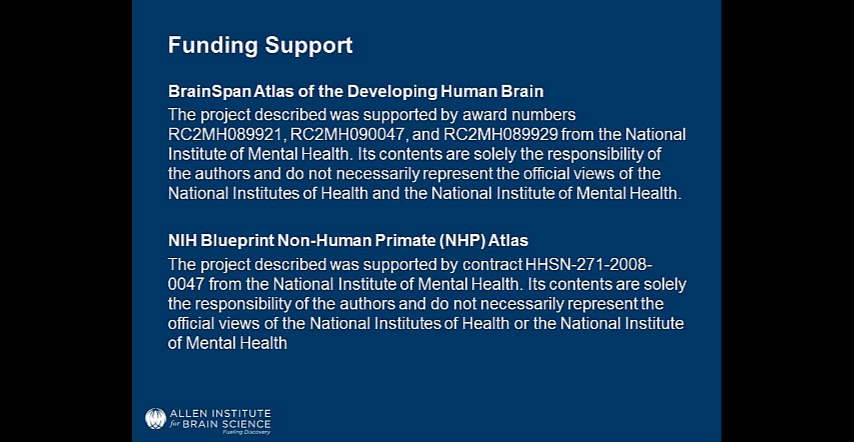 Funding Support
BrainSpan Atlas of the Developing Human Brain
The project described was supported by award numbers
RC2MH089921, RC2MH090047, and RC2MH089929 from the National
Institute of Mental Health. Its contents are solely the responsibility of
the authors and do not necessarily represent the official views of the
National Institutes of Health and the National Institute of Mental Health.
NIH Blueprint Non-Human Primate (NHP) Atlas
The project described was supported by contract HHSN-271-2008-
0047 from the National Institute of Mental Health. Its contents are solely
the responsibility of the authors and do not necessarily represent the
official views of the National Institutes of Health or the National Institute
of Mental Health
ALLEN INSTITUTE
for BRAIN SCIENCE
Fueling Discovery